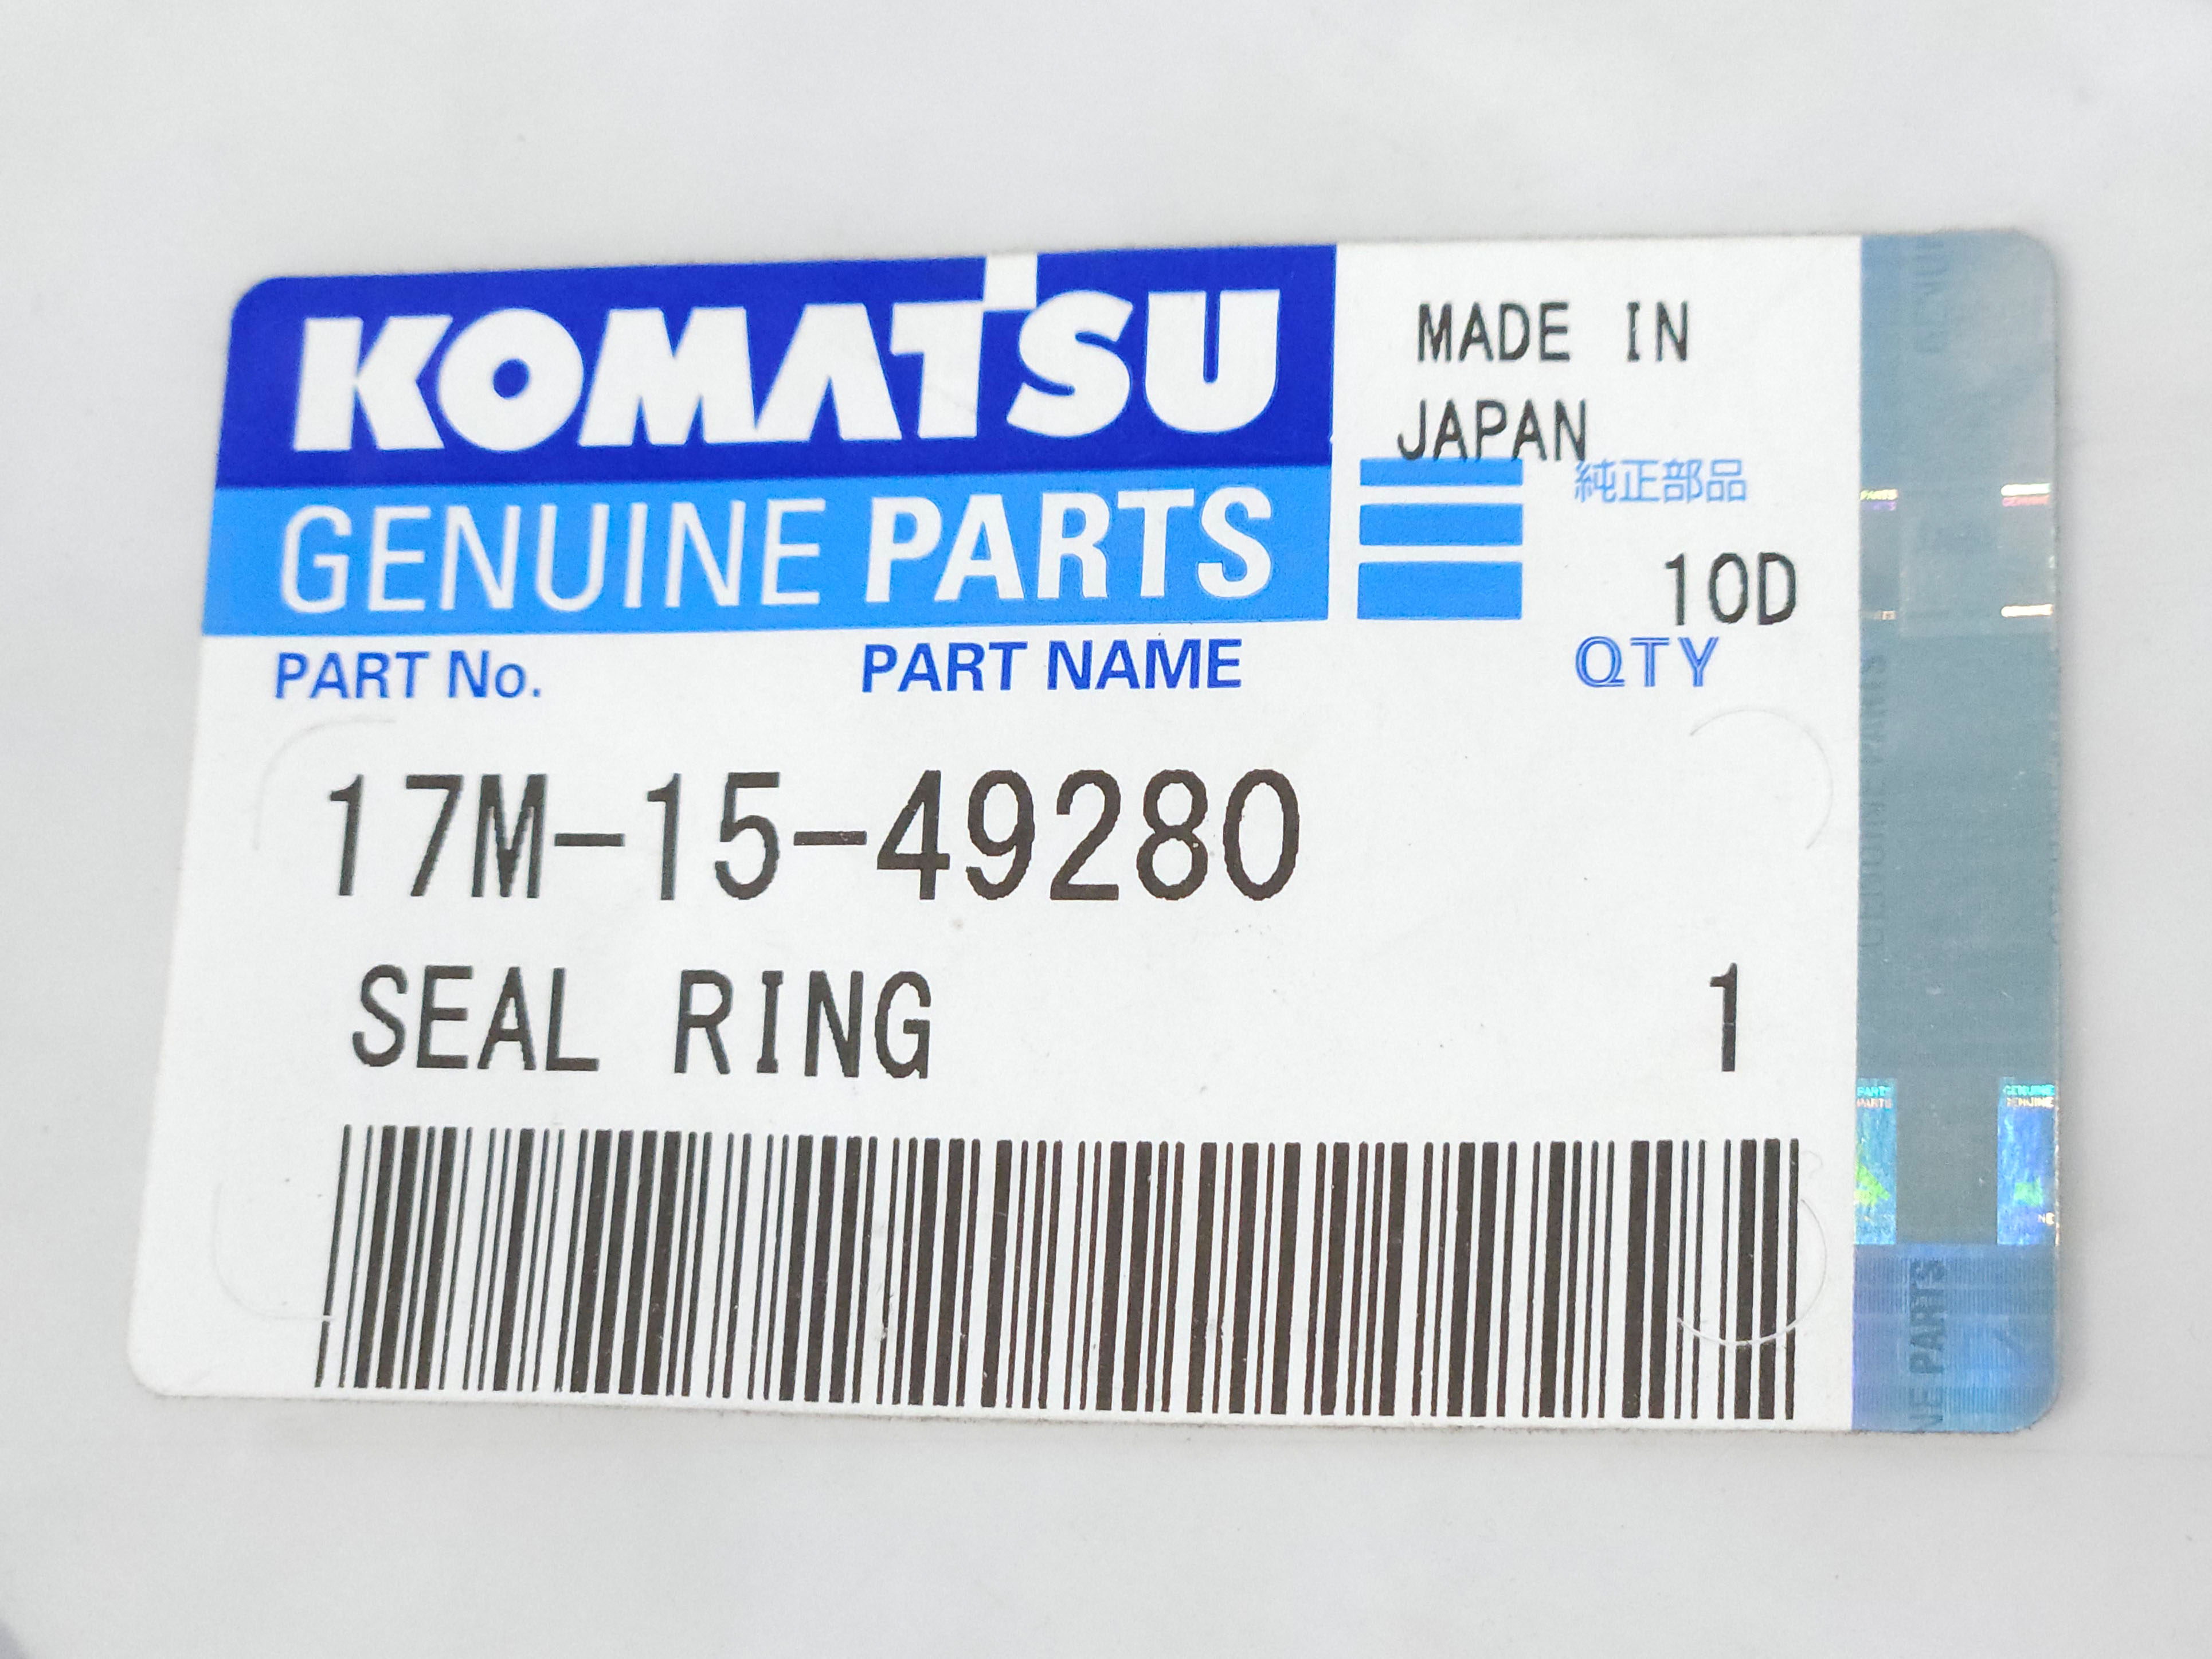 KOMATSU
GENUINE PARTS
MADE IN
JAPAN
純正部品
10D
PART No.
PART NAME
QTY
17M-15-49280
SEAL RING
1